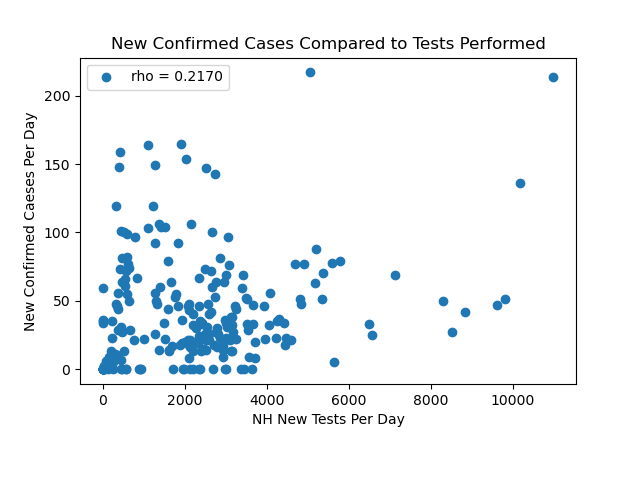 New Confirmed Cases Compared to Tests Performed
rho = 0.2170
New Confirmed Caeses Per Day
200
150
100
50
0
0 2000 4000 6000 8000 10000
NH New Tests Per Day